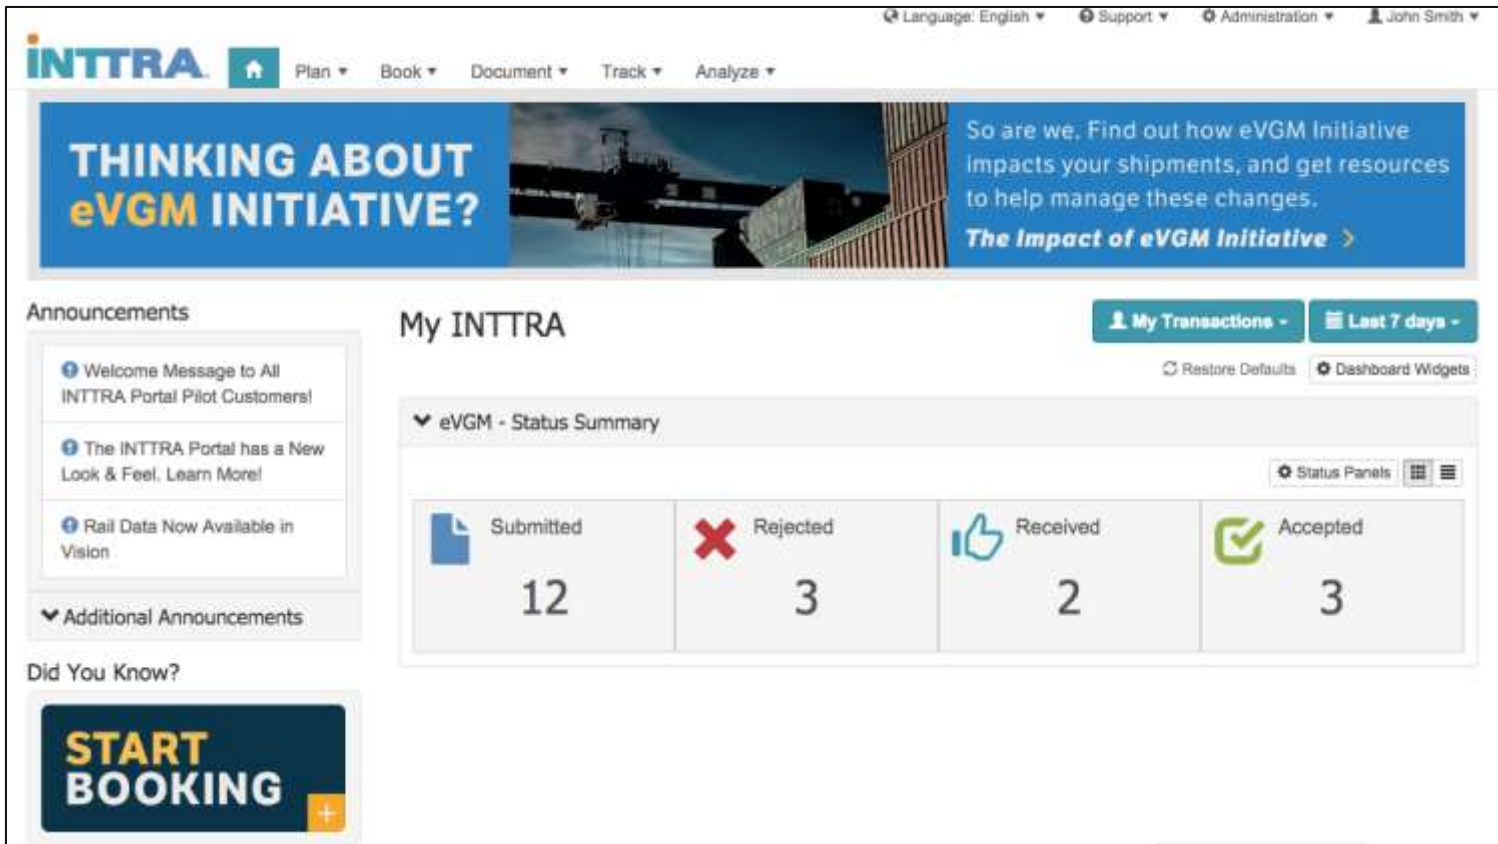 Language: English
Support
Administration
John Smith
INTTRA
Plan
Book
Document
Track
Analyze
THINKING ABOUT
eVGM INITIATIVE?
So are we. Find out how eVGM Initiative
impacts your shipments, and get resources
to help manage these changes.
The Impact of eVGM Initiative >
Announcements
Welcome Message to All
INTTRA Portal Pilot Customers!
The INTTRA Portal has a New
Look & Feel. Learn More!
Rail Data Now Available in
Vision
Additional Announcements
Did You Know?
START
BOOKING
+
My INTTRA
My Transactions
Last 7 days
Restore Defaults
Dashboard Widgets
eVGM - Status Summary
Status Panels
Submitted
12
Rejected
3
Received
2
Accepted
3